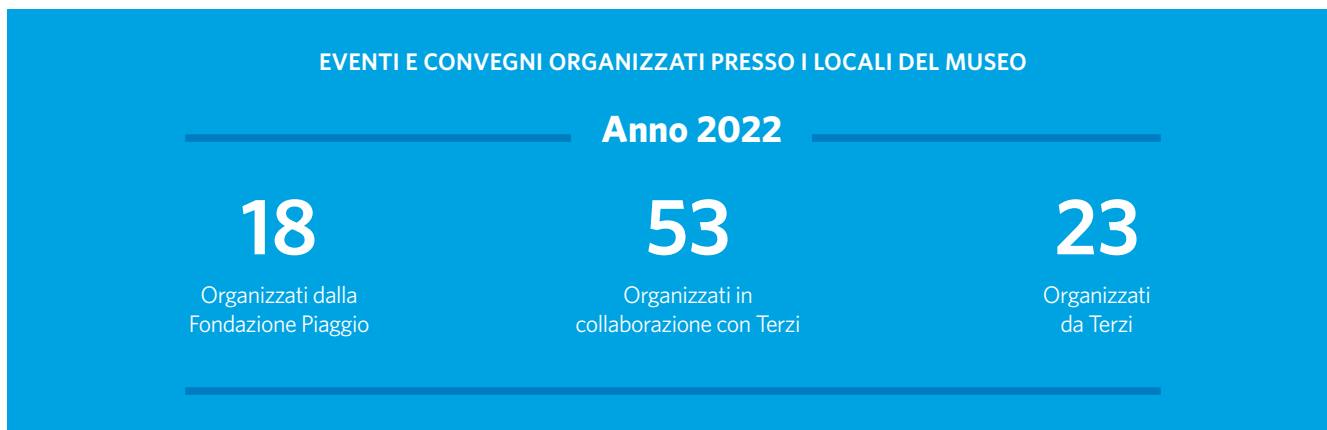 EVENTI E CONVEGNI ORGANIZZATI PRESSO I LOCALI DEL MUSEO
Anno 2022
18
Organizzati dalla
Fondazione Piaggio
53
Organizzati in
collaborazione con Terzi
23
Organizzati
da Terzi